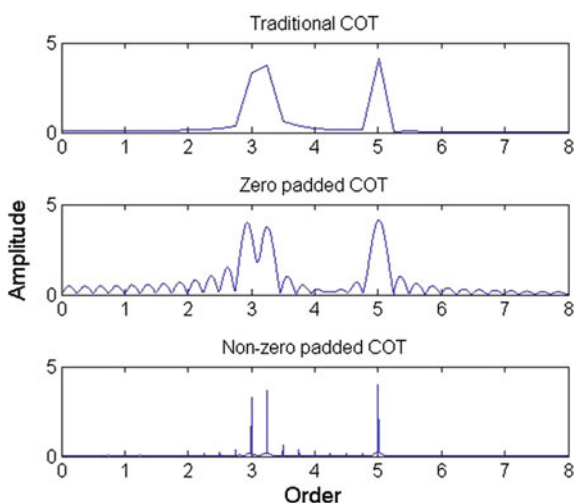 Traditional COT
5
0
0 1 2 3 4 5 6 7 8
Zero padded COT
Amplitude
5
0
0 1 2 3 4 5 6 7 8
Non-zero padded COT
5
0
0 1 2 3 4 5 6 7 8
Order